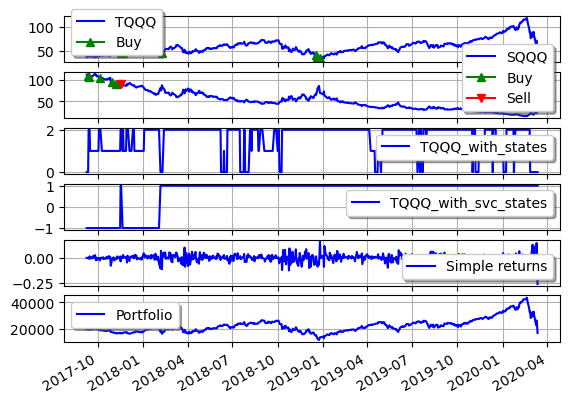 TQQQ
Buy
100
50
SQQQ
Buy
Sell
100
50
TQQQ_with_states
2
0
TQQQ_with_svc_states
1
0
−1
Simple returns
0.00
−0.25
Portfolio
40000
20000
2017-10
2018-01
2018-04
2018-07
2018-10
2019-01
2019-04
2019-07
2019-10
2020-01
2020-04